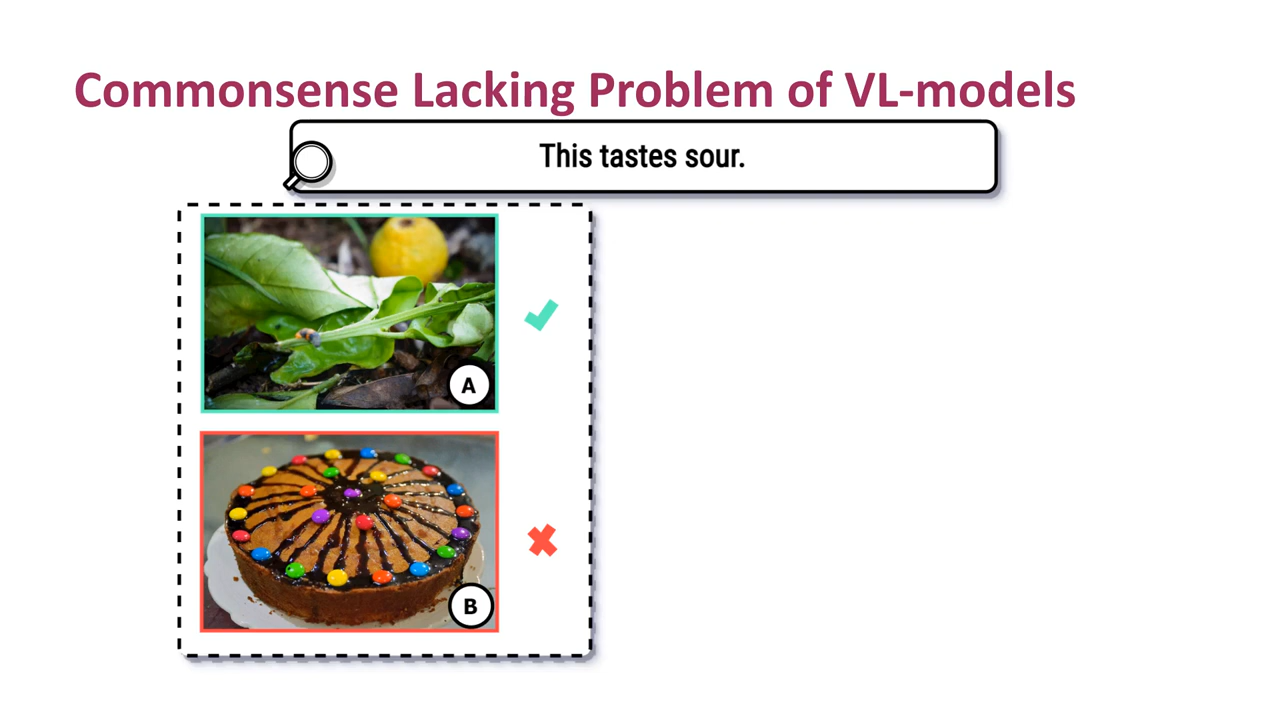 Commonsense Lacking Problem of VL-models
This tastes sour.
A
B